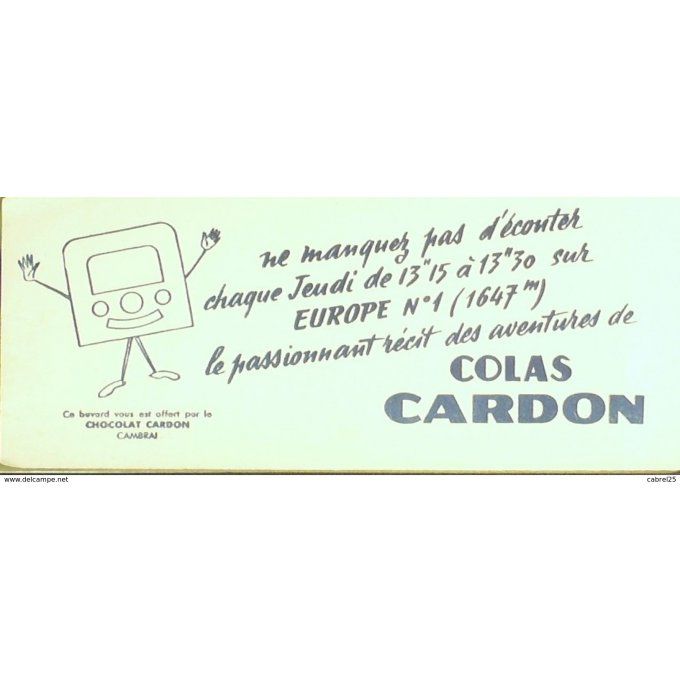 ne manquez pas d'écouter
chaque Jeudi de 13"15 à 13"30 sur
EUROPE N°1 (1647m)
le passionnant récit des aventures de
COLAS
CARDON
Ce buvard vous est offert par le
CHOCOLAT CARDON
CAMBRAI
www.delcampe.net
cabrel25